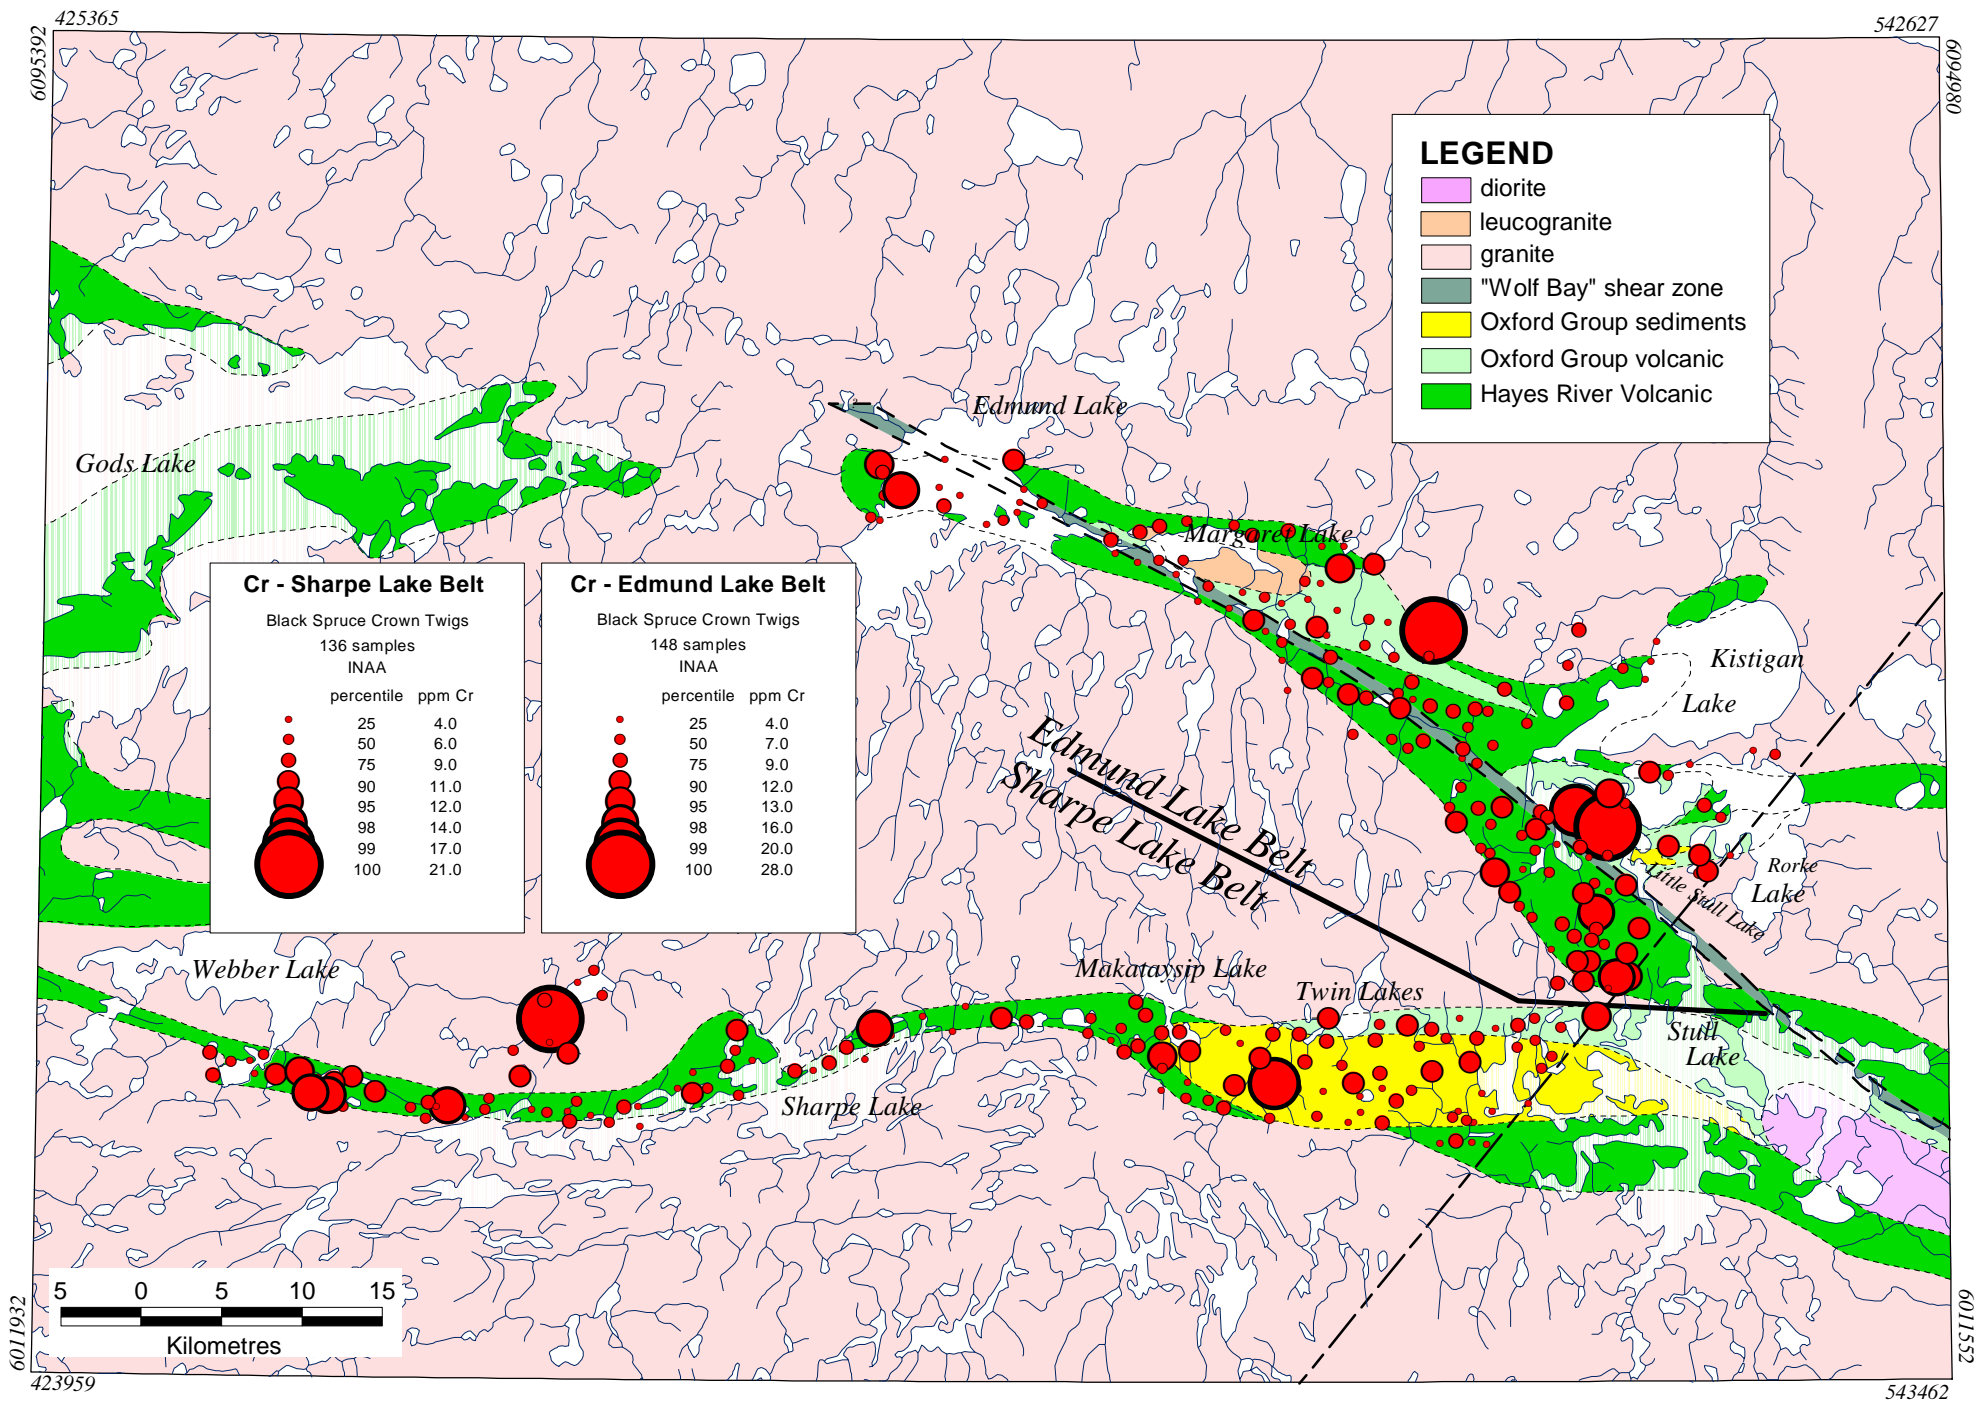 425365
542627
6095392
6094980
LEGEND
diorite
leucogranite
granite
"Wolf Bay" shear zone
Oxford Group sediments
Oxford Group volcanic
Hayes River Volcanic
Edmund Lake
Gods Lake
Margaret Lake
Cr - Sharpe Lake Belt
Black Spruce Crown Twigs
136 samples
INAA
percentile ppm Cr
25 4.0
50 6.0
75 9.0
90 11.0
95 12.0
98 14.0
99 17.0
100 21.0
Cr - Edmund Lake Belt
Black Spruce Crown Twigs
148 samples
INAA
percentile ppm Cr
25 4.0
50 7.0
75 9.0
90 12.0
95 13.0
98 16.0
99 20.0
100 28.0
Kistigan
Lake
Edmund Lake Belt
Sharpe Lake Belt
Rorke
Lake
Little Stull Lake
Webber Lake
Makataysip Lake
Twin Lakes
Stull
Lake
Sharpe Lake
5 0 5 10 15
Kilometres
6011932
6011552
423959
543462